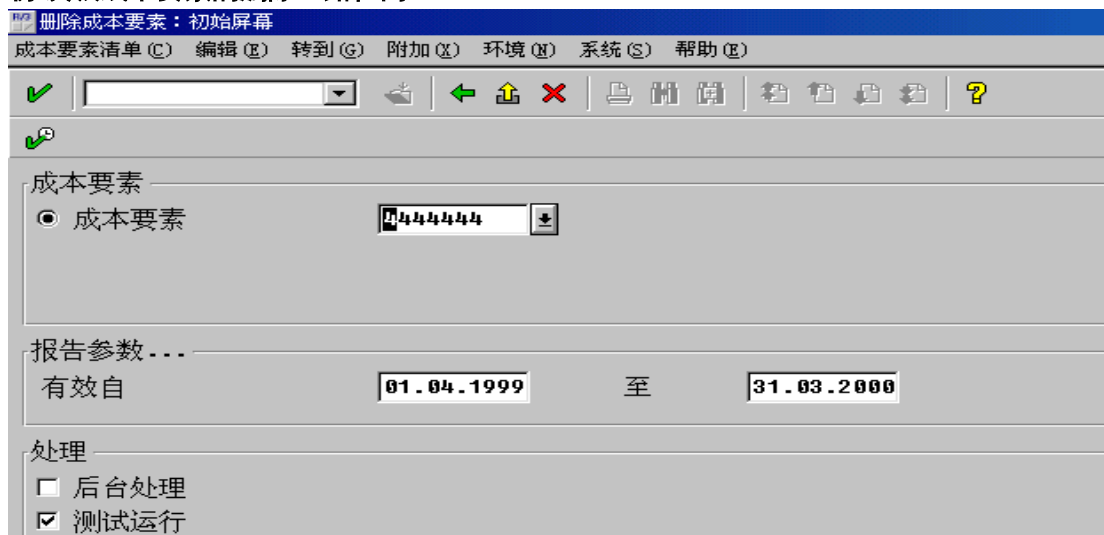 删除成本要素：初始屏幕
成本要素清单(C) 编辑(E) 转到(G) 附加(X) 环境(N) 系统(S) 帮助(E)
成本要素
成本要素 4444444
报告参数...
有效自 01.04.1999 至 31.03.2000
处理
后台处理
测试运行